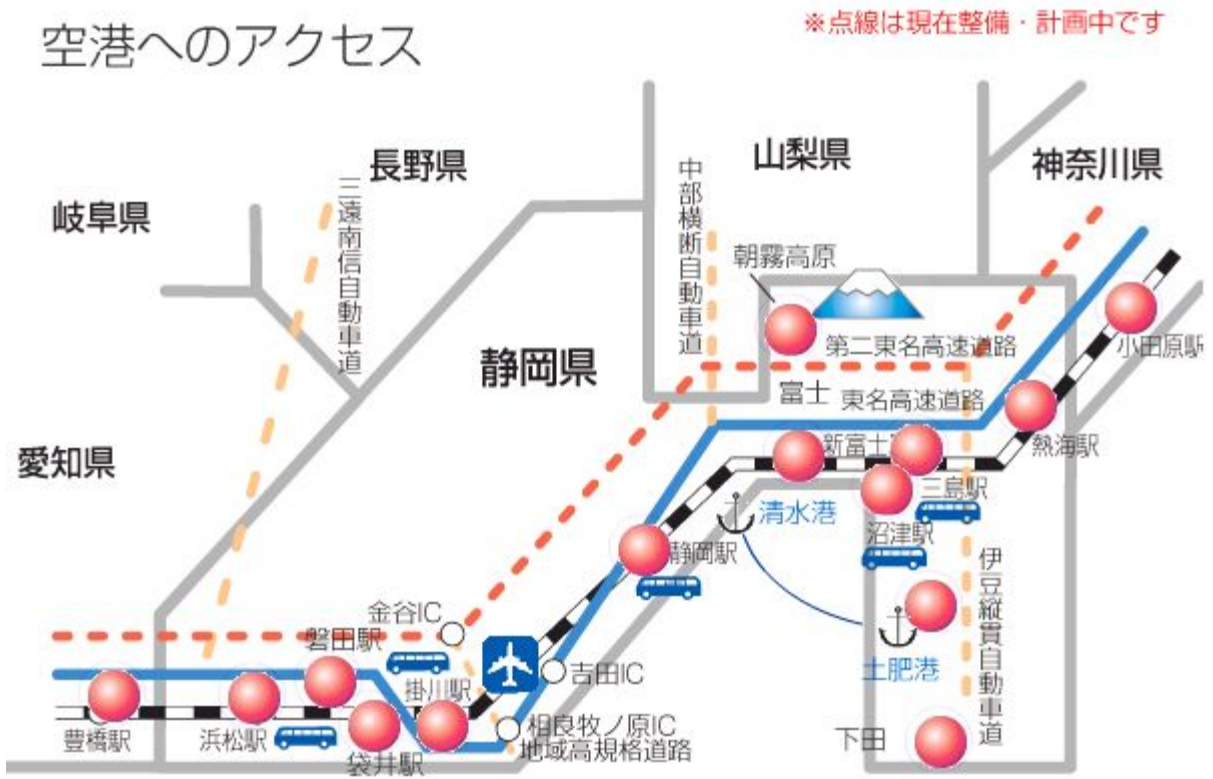 空港へのアクセス
※点線は現在整備・計画中です
岐阜県
長野県
山梨県
神奈川県
愛知県
静岡県
三遠南信自動車道
中部横断自動車道
朝霧高原
第二東名高速道路
小田原駅
富士
東名高速道路
熱海駅
新富士
三島駅
清水港
沼津駅
静岡駅
伊豆縦貫自動車道
土肥港
下田
金谷IC
磐田駅
掛川駅
吉田IC
相良牧ノ原IC
地域高規格道路
豊橋駅
浜松駅
袋井駅